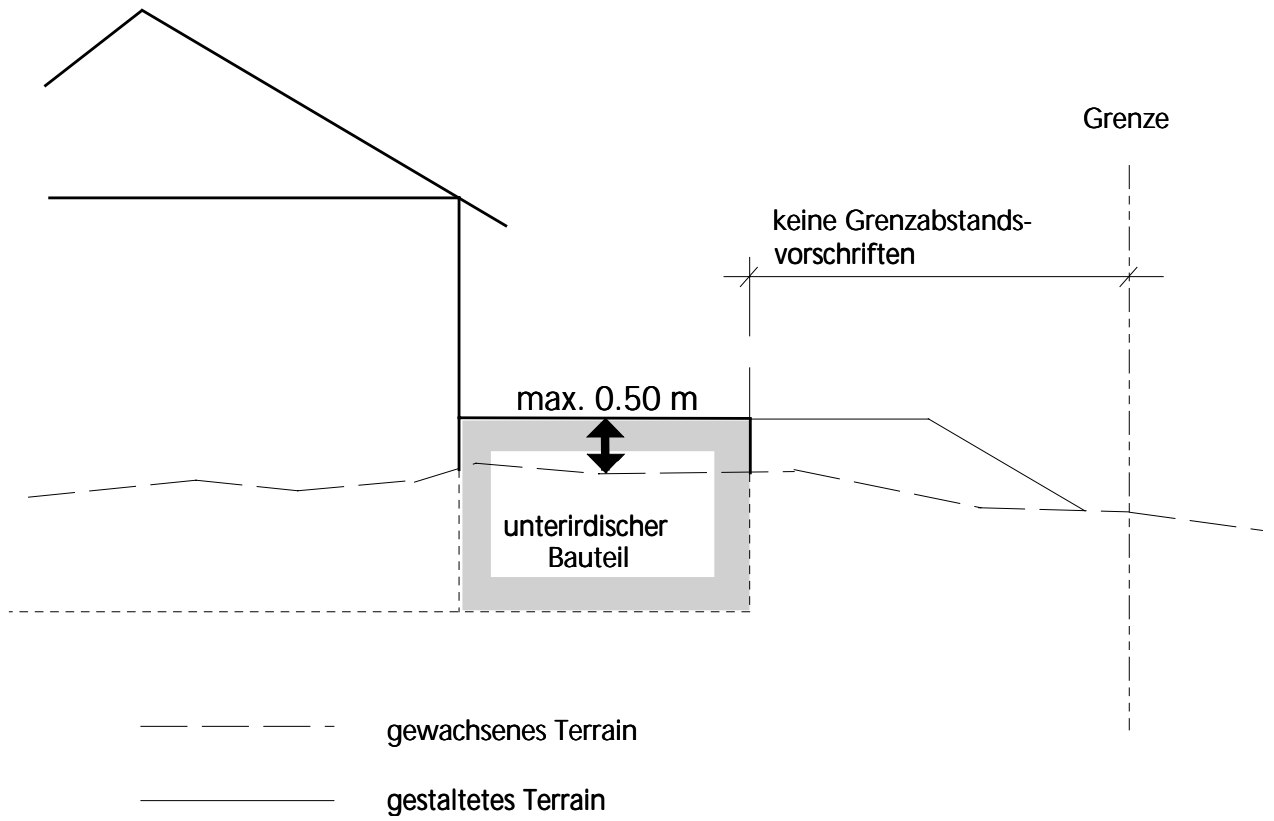 Grenze
keine Grenzabstands-
vorschriften
max. 0.50 m
unterirdischer
Bauteil
gewachsenes Terrain
gestaltetes Terrain